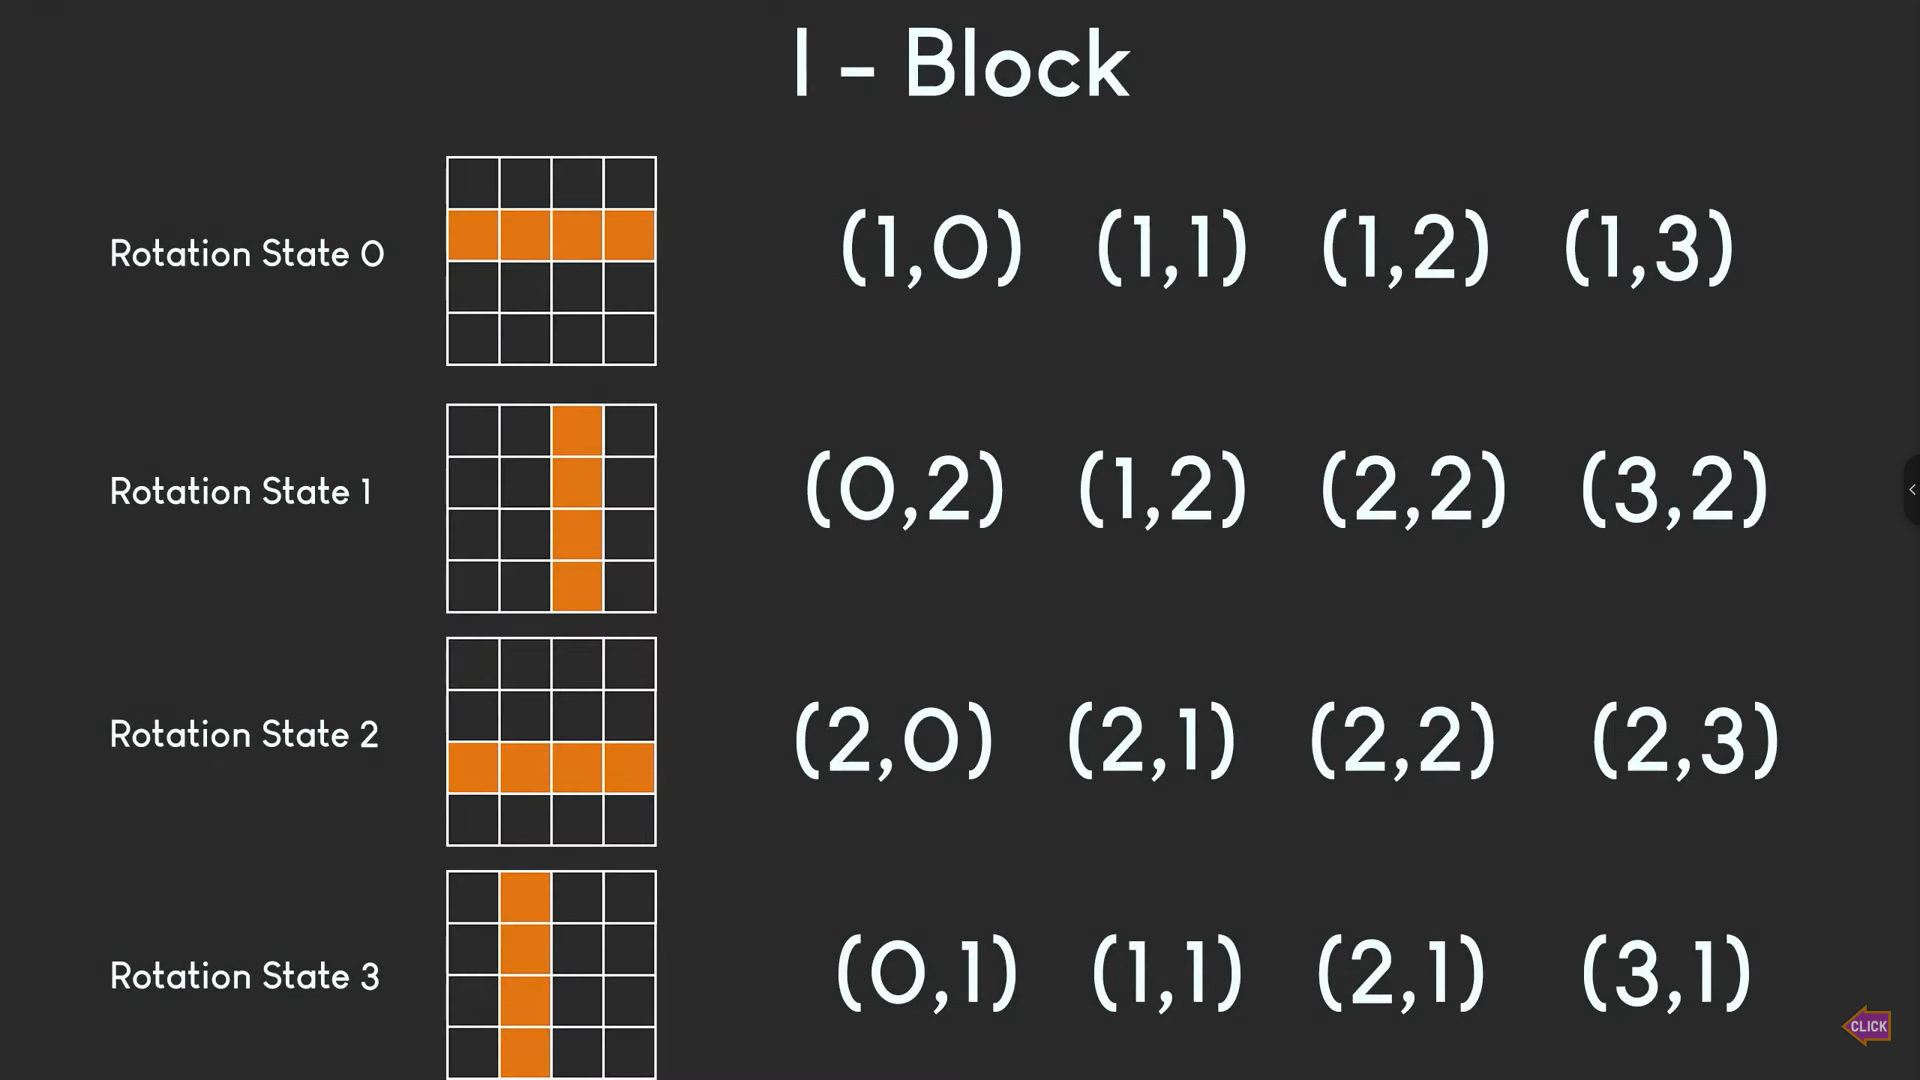 I - Block
Rotation State 0 (1,0) (1,1) (1,2) (1,3)
Rotation State 1 (0,2) (1,2) (2,2) (3,2)
Rotation State 2 (2,0) (2,1) (2,2) (2,3)
Rotation State 3 (0,1) (1,1) (2,1) (3,1)
CLICK